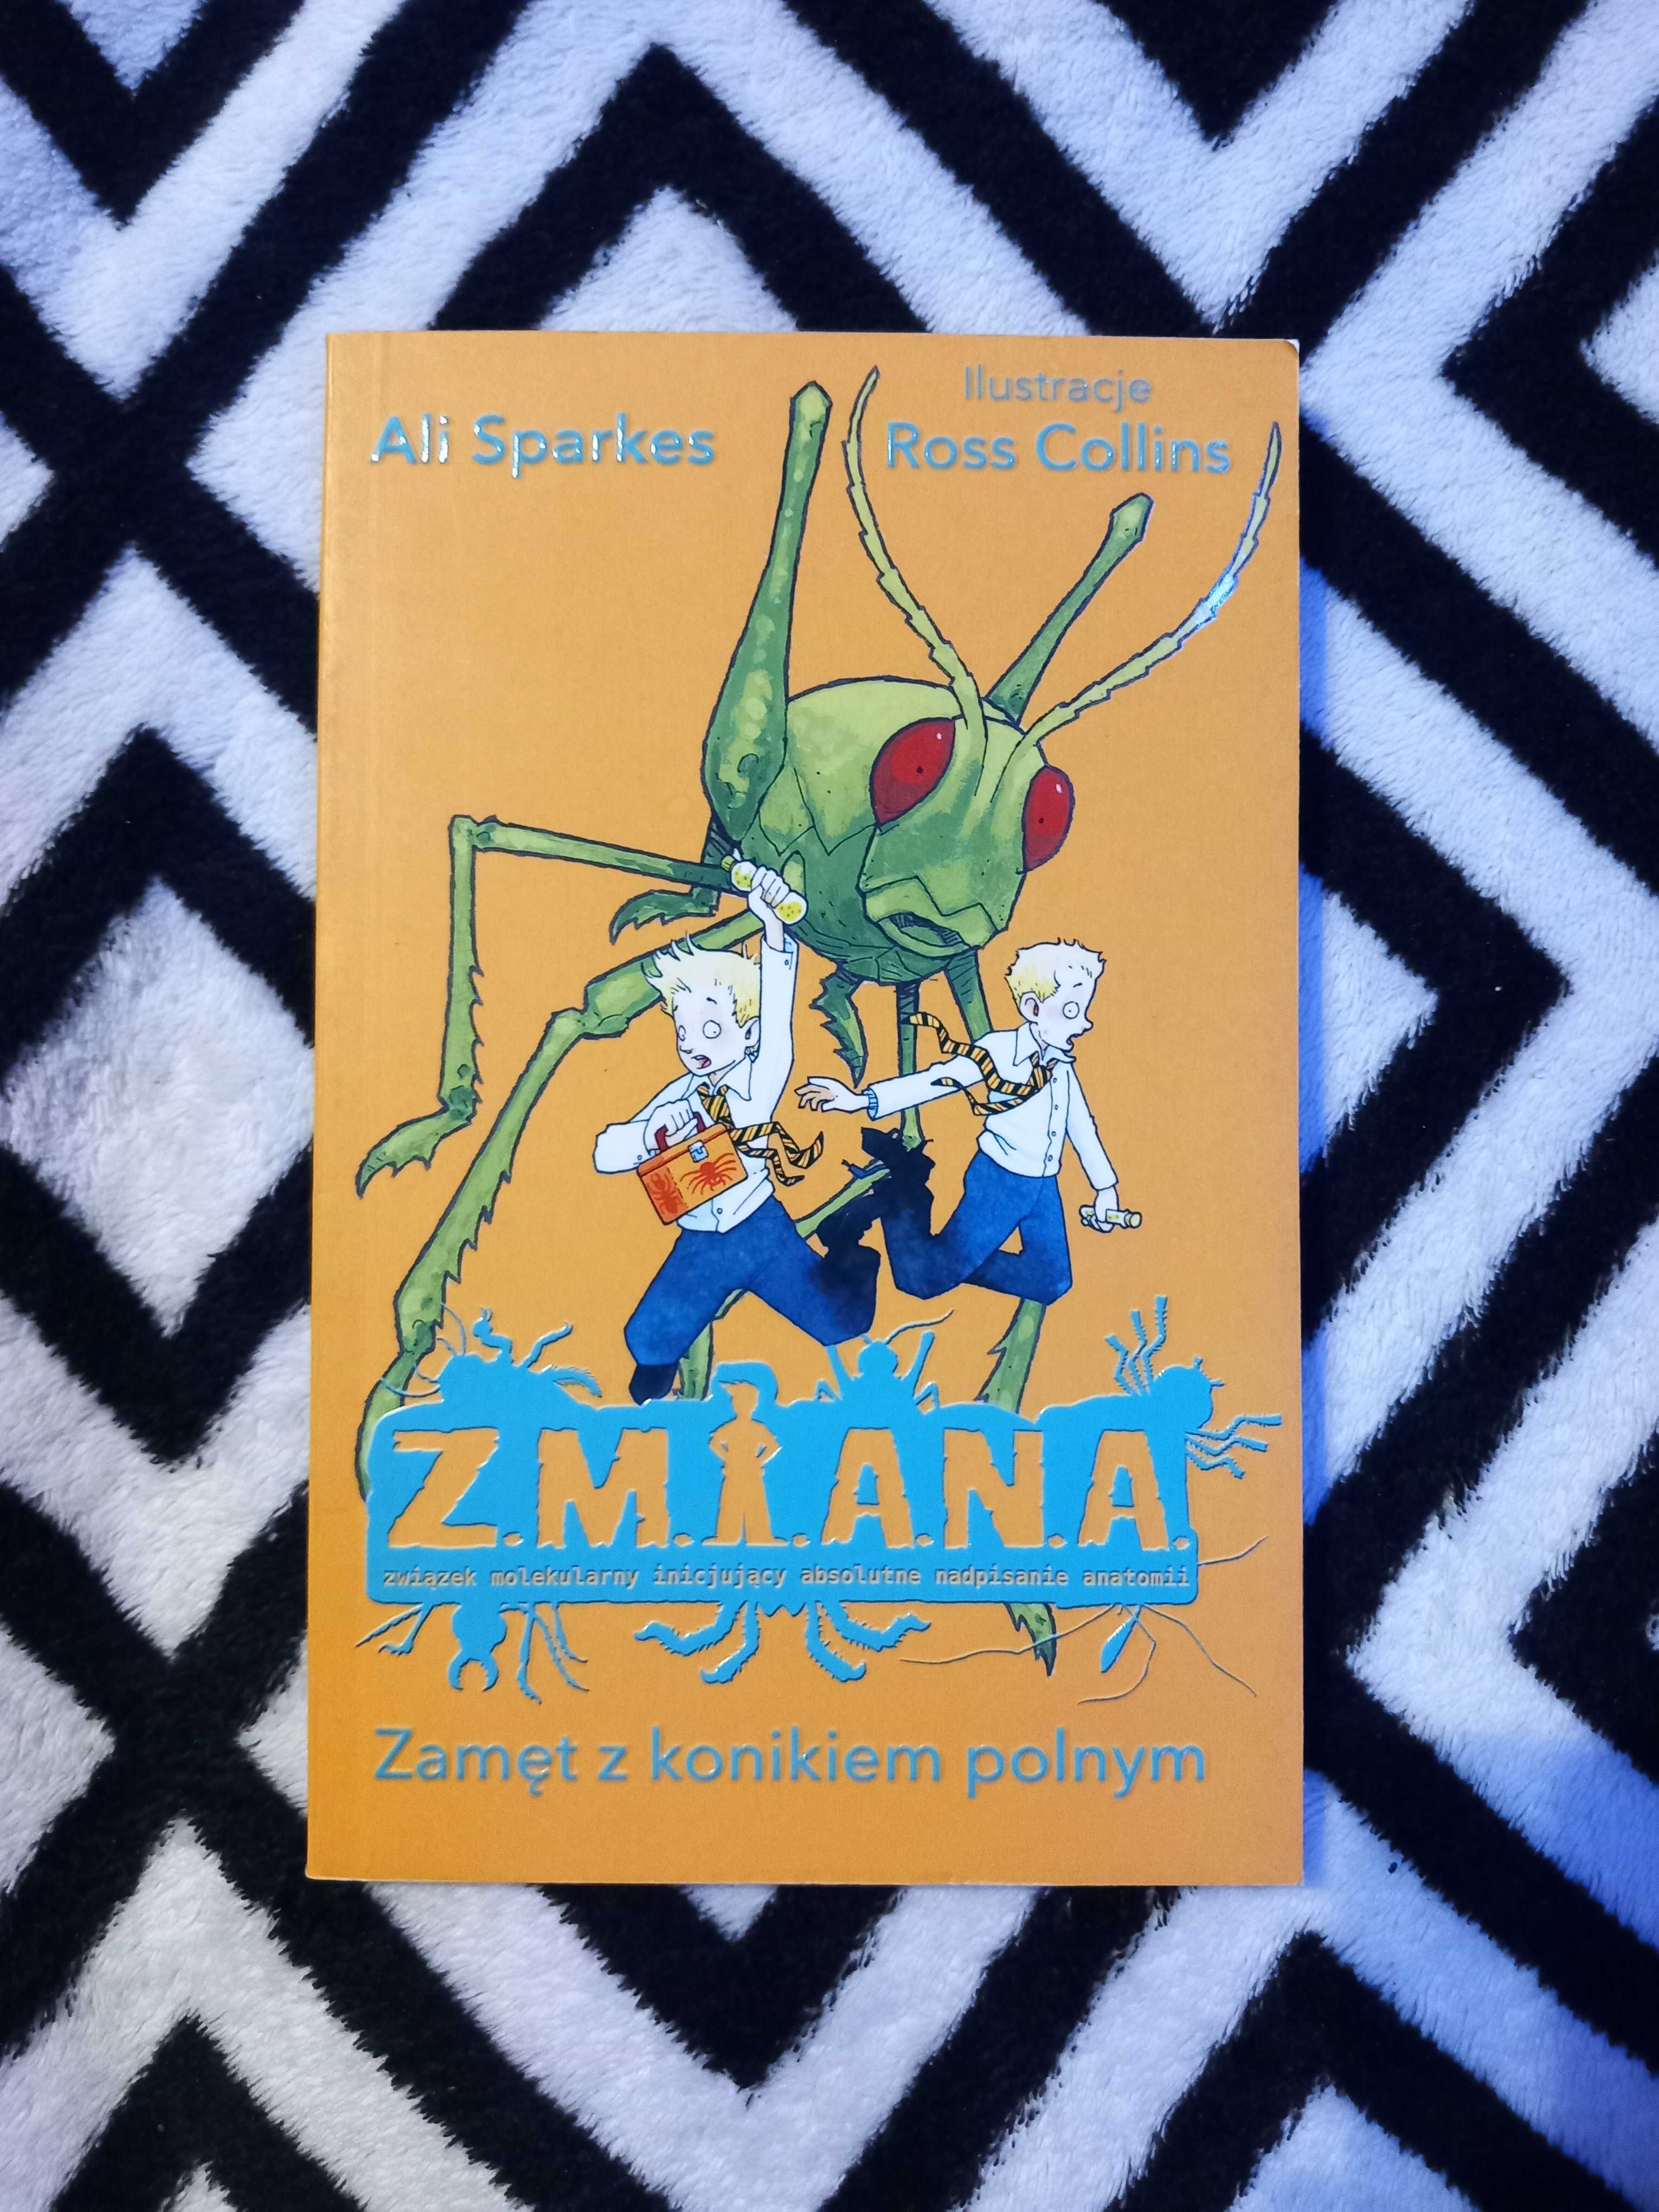 Ali Sparkes
Ilustracje
Ross Collins
Z.M.I.A.N.A.
związek molekularny inicjujący absolutne nadpisanie anatomii
Zamęt z konikiem polnym